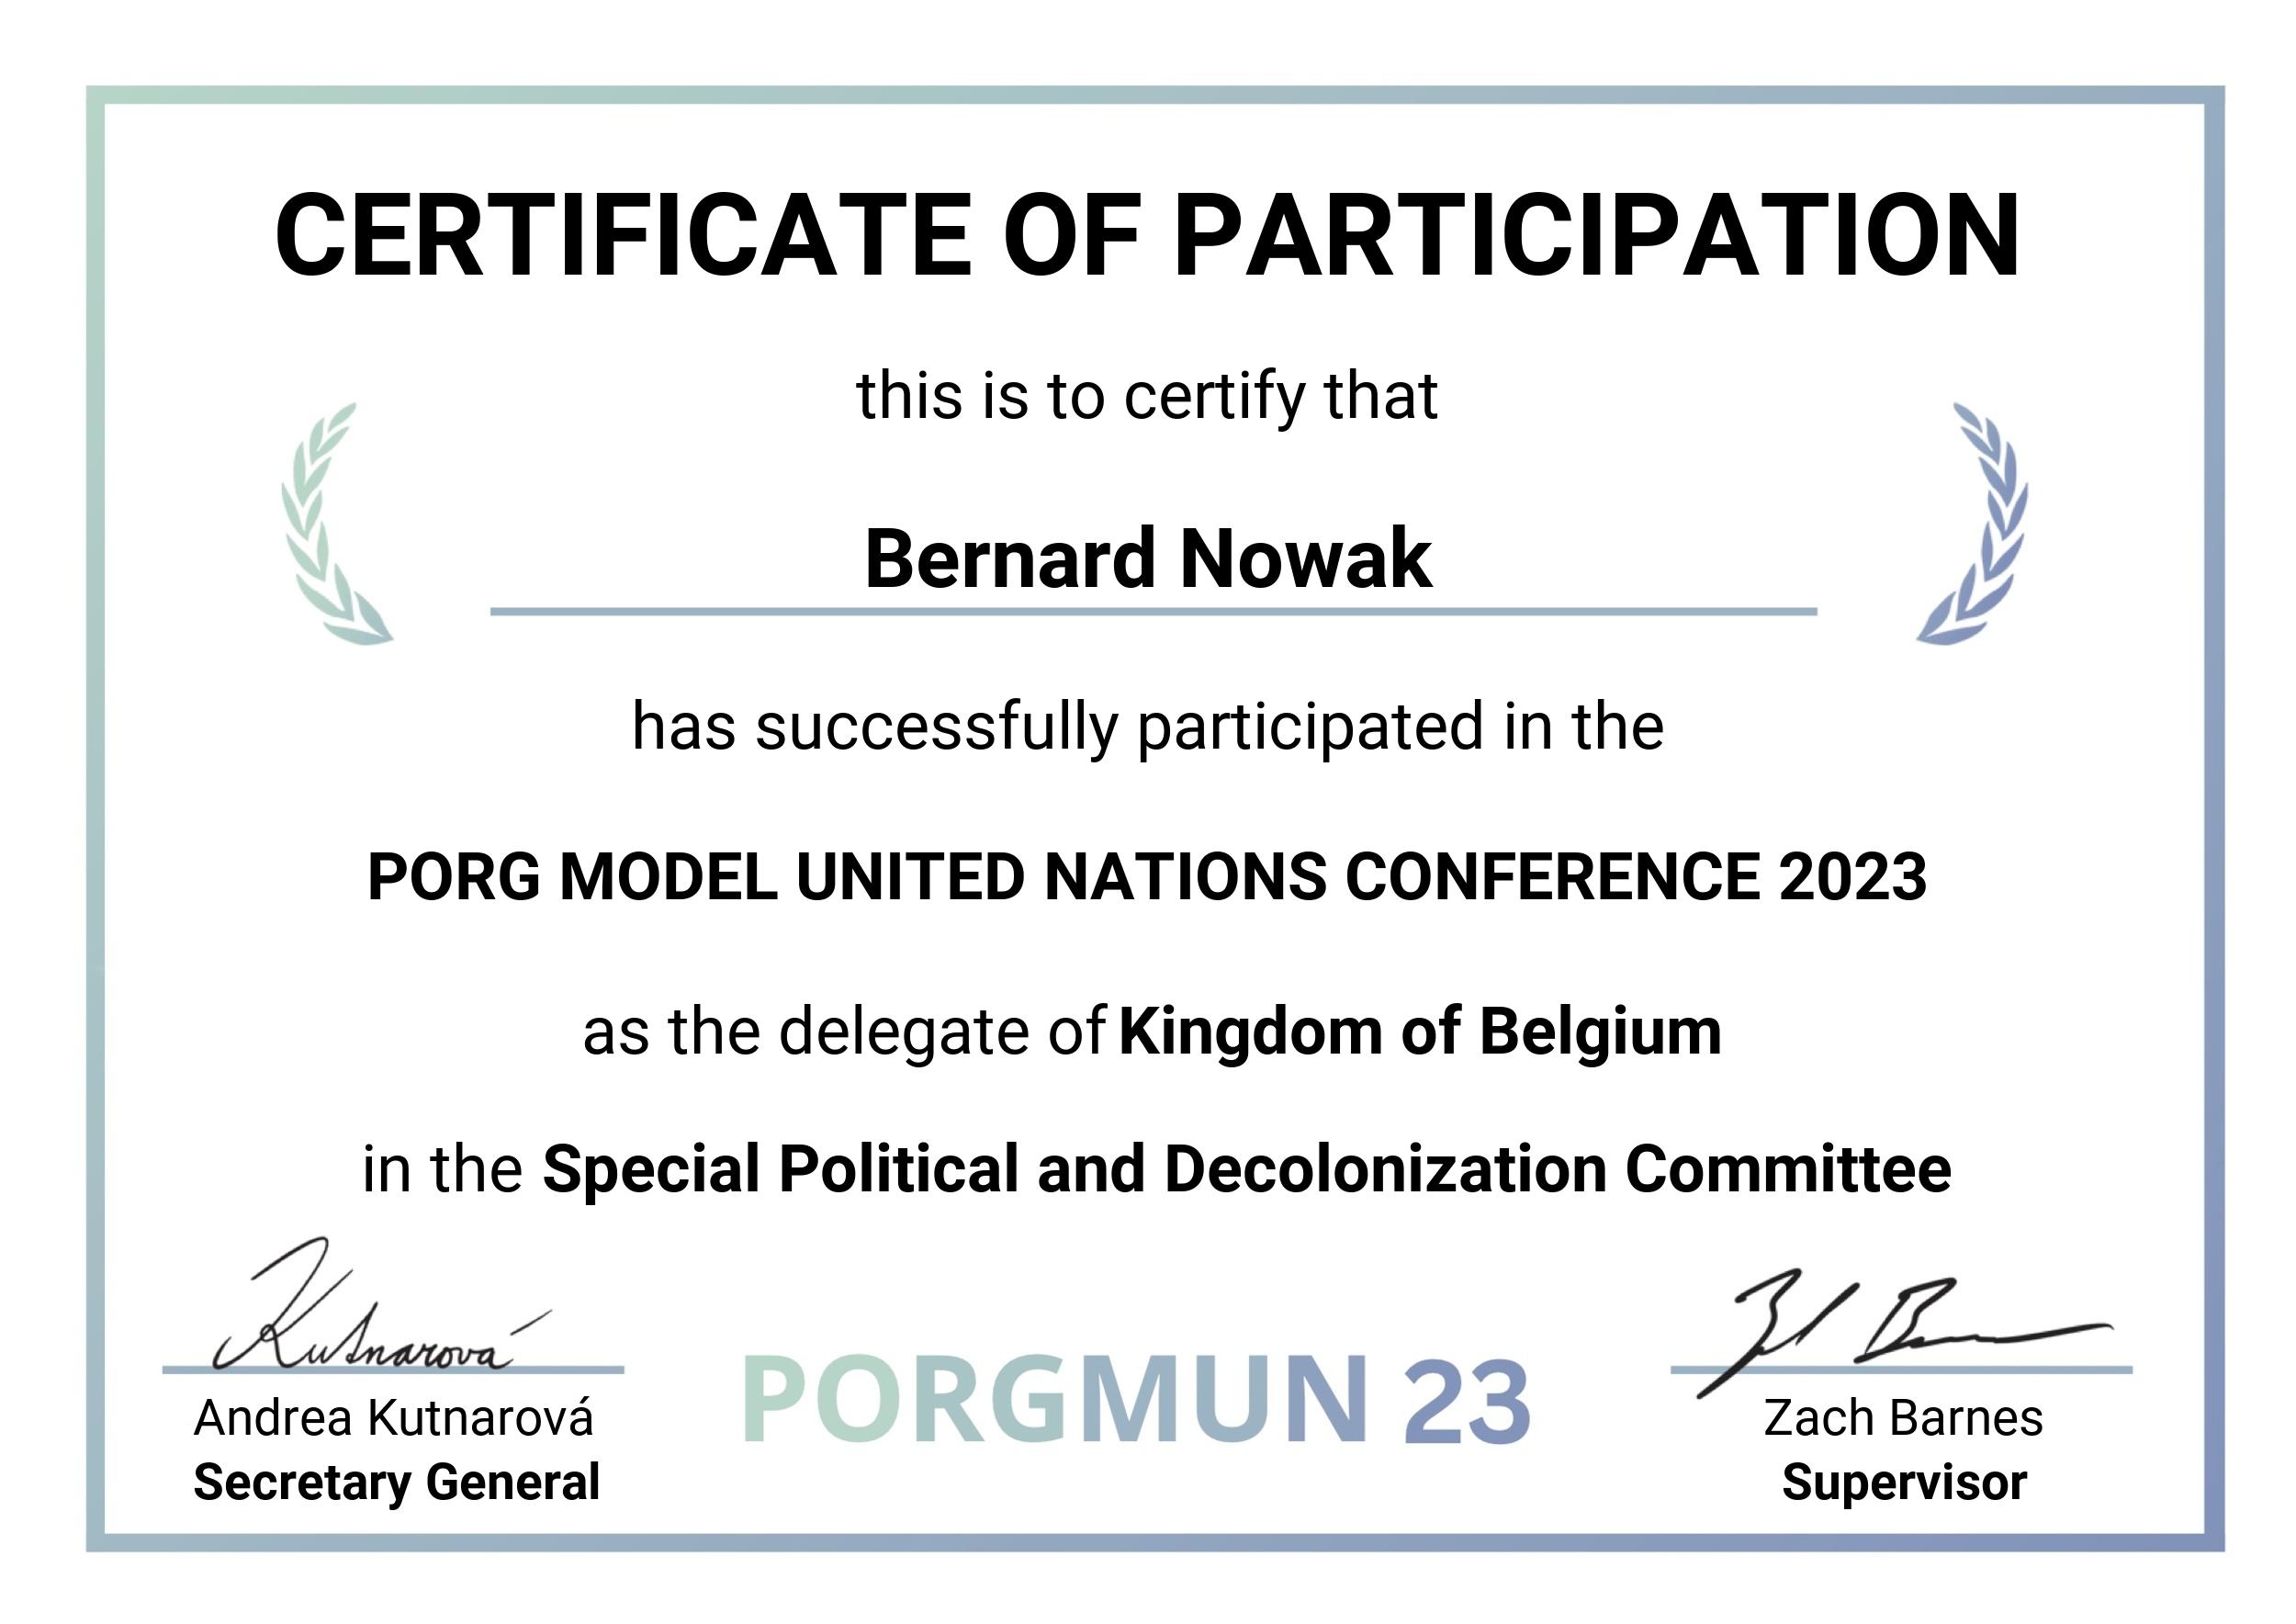 CERTIFICATE OF PARTICIPATION
this is to certify that
Bernard Nowak
has successfully participated in the
PORG MODEL UNITED NATIONS CONFERENCE 2023
as the delegate of Kingdom of Belgium
in the Special Political and Decolonization Committee
Kutnarová
Andrea Kutnarová
Secretary General
PORGMUN 23
Zach Barnes
Supervisor